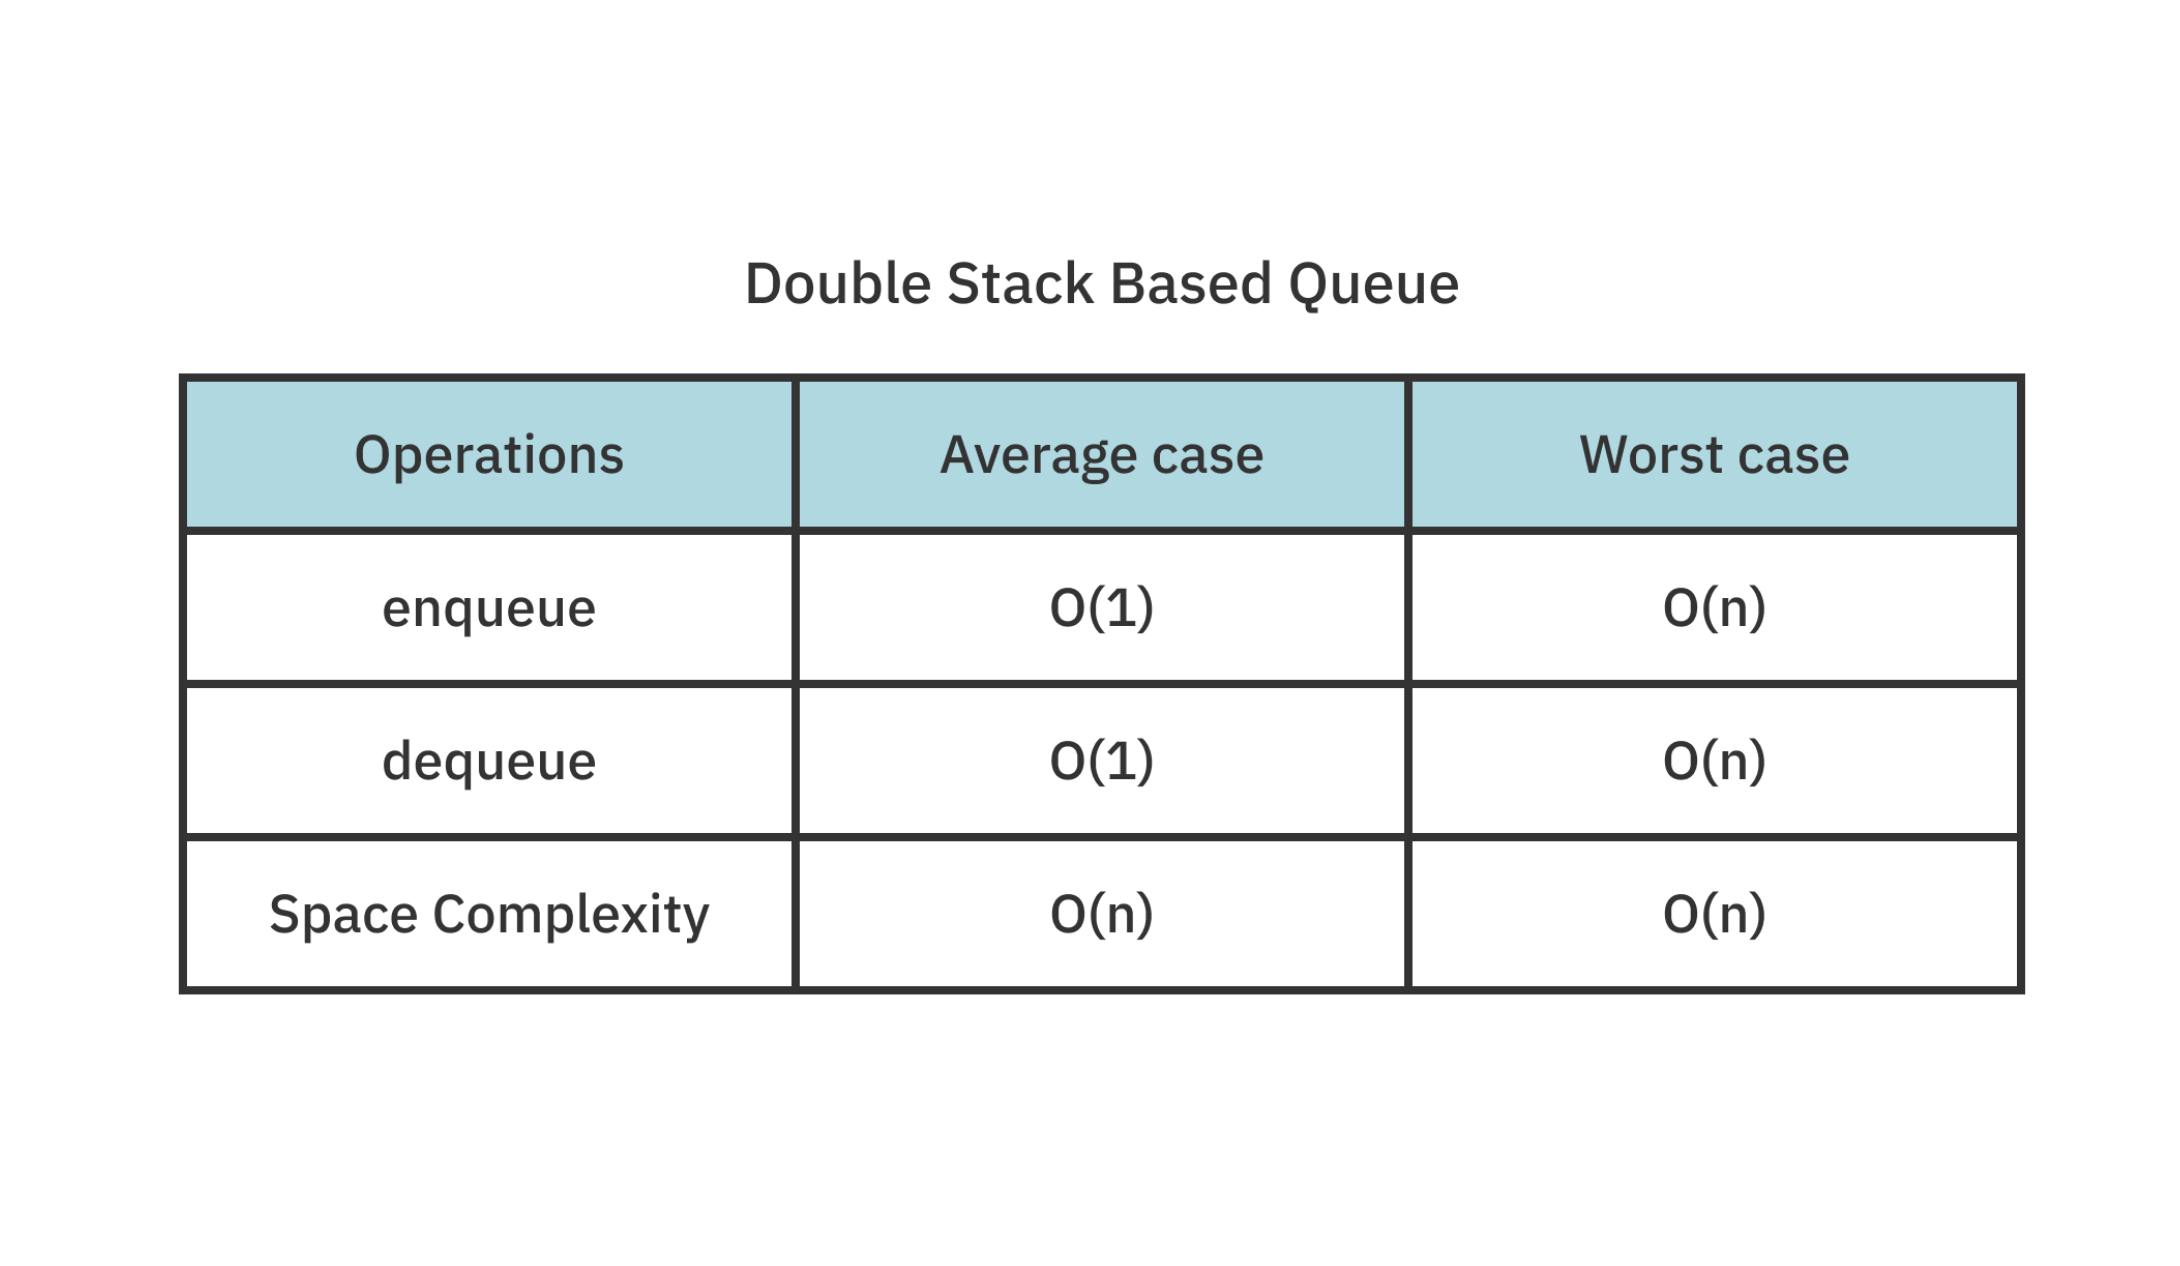 Double Stack Based Queue
Operations Average case Worst case
enqueue O(1) O(n)
dequeue O(1) O(n)
Space Complexity O(n) O(n)